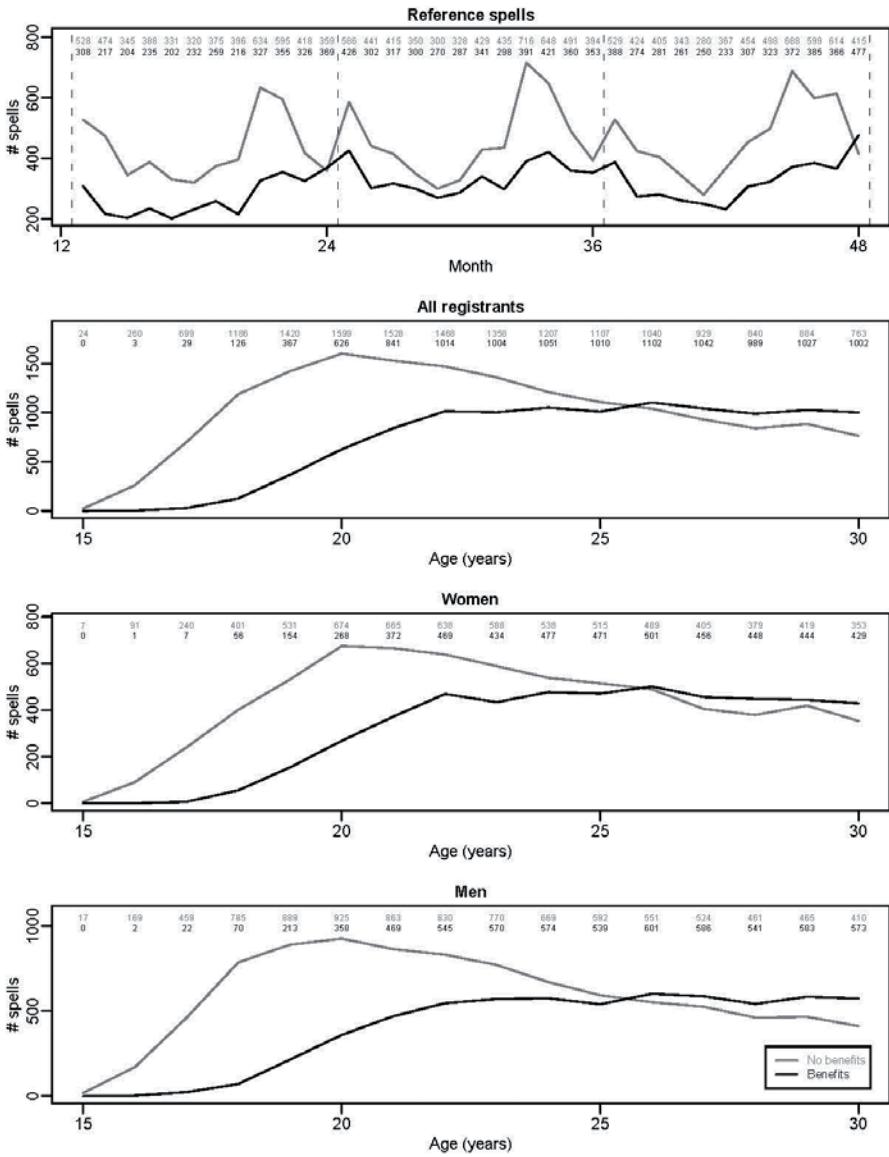 Reference spells
528 474 345 388 331 320 375 396 634 595 418 359 586 441 415 350 300 328 429 435 716 648 491 394 529 424 405 343 280 367 454 498 688 599 614 415
308 217 204 235 202 232 259 216 327 355 326 369 426 302 317 300 270 287 341 298 391 421 360 353 388 274 281 261 250 233 307 323 372 385 366 477
800
600
400
200
# spells
12 24 36 48
Month
All registrants
24 260 699 1186 1420 1599 1528 1468 1358 1207 1107 1040 929 840 884 763
0 3 29 126 367 626 841 1014 1004 1051 1010 1102 1042 989 1027 1002
1500
1000
500
0
# spells
15 20 25 30
Age (years)
Women
7 91 240 401 531 674 665 638 588 538 515 489 405 379 419 353
0 1 7 56 154 268 372 469 434 477 471 501 456 448 444 429
800
600
400
200
0
# spells
15 20 25 30
Age (years)
Men
17 169 459 785 889 925 863 830 770 669 592 551 524 461 465 410
0 2 22 70 213 358 469 545 570 574 539 601 586 541 583 573
1000
500
0
# spells
No benefits
Benefits
15 20 25 30
Age (years)